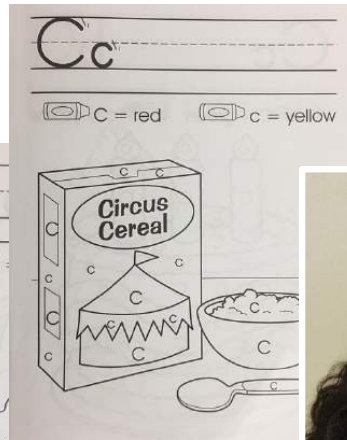 Cc
C = red c = yellow
c c
Circus
Cereal
C
c c
c C
C c c C
c C C
c